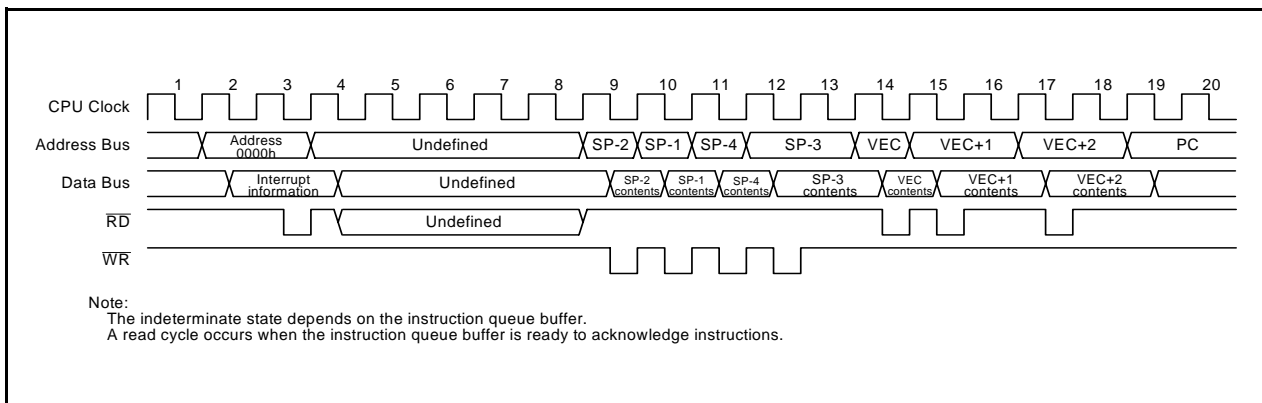 1 2 3 4 5 6 7 8 9 10 11 12 13 14 15 16 17 18 19 20
CPU Clock
Address Bus
Address
0000h
Undefined
SP-2
SP-1
SP-4
SP-3
VEC
VEC+1
VEC+2
PC
Data Bus
Interrupt
information
Undefined
SP-2
contents
SP-1
contents
SP-4
contents
SP-3
contents
VEC
contents
VEC+1
contents
VEC+2
contents
RD
Undefined
WR
Note:
The indeterminate state depends on the instruction queue buffer.
A read cycle occurs when the instruction queue buffer is ready to acknowledge instructions.